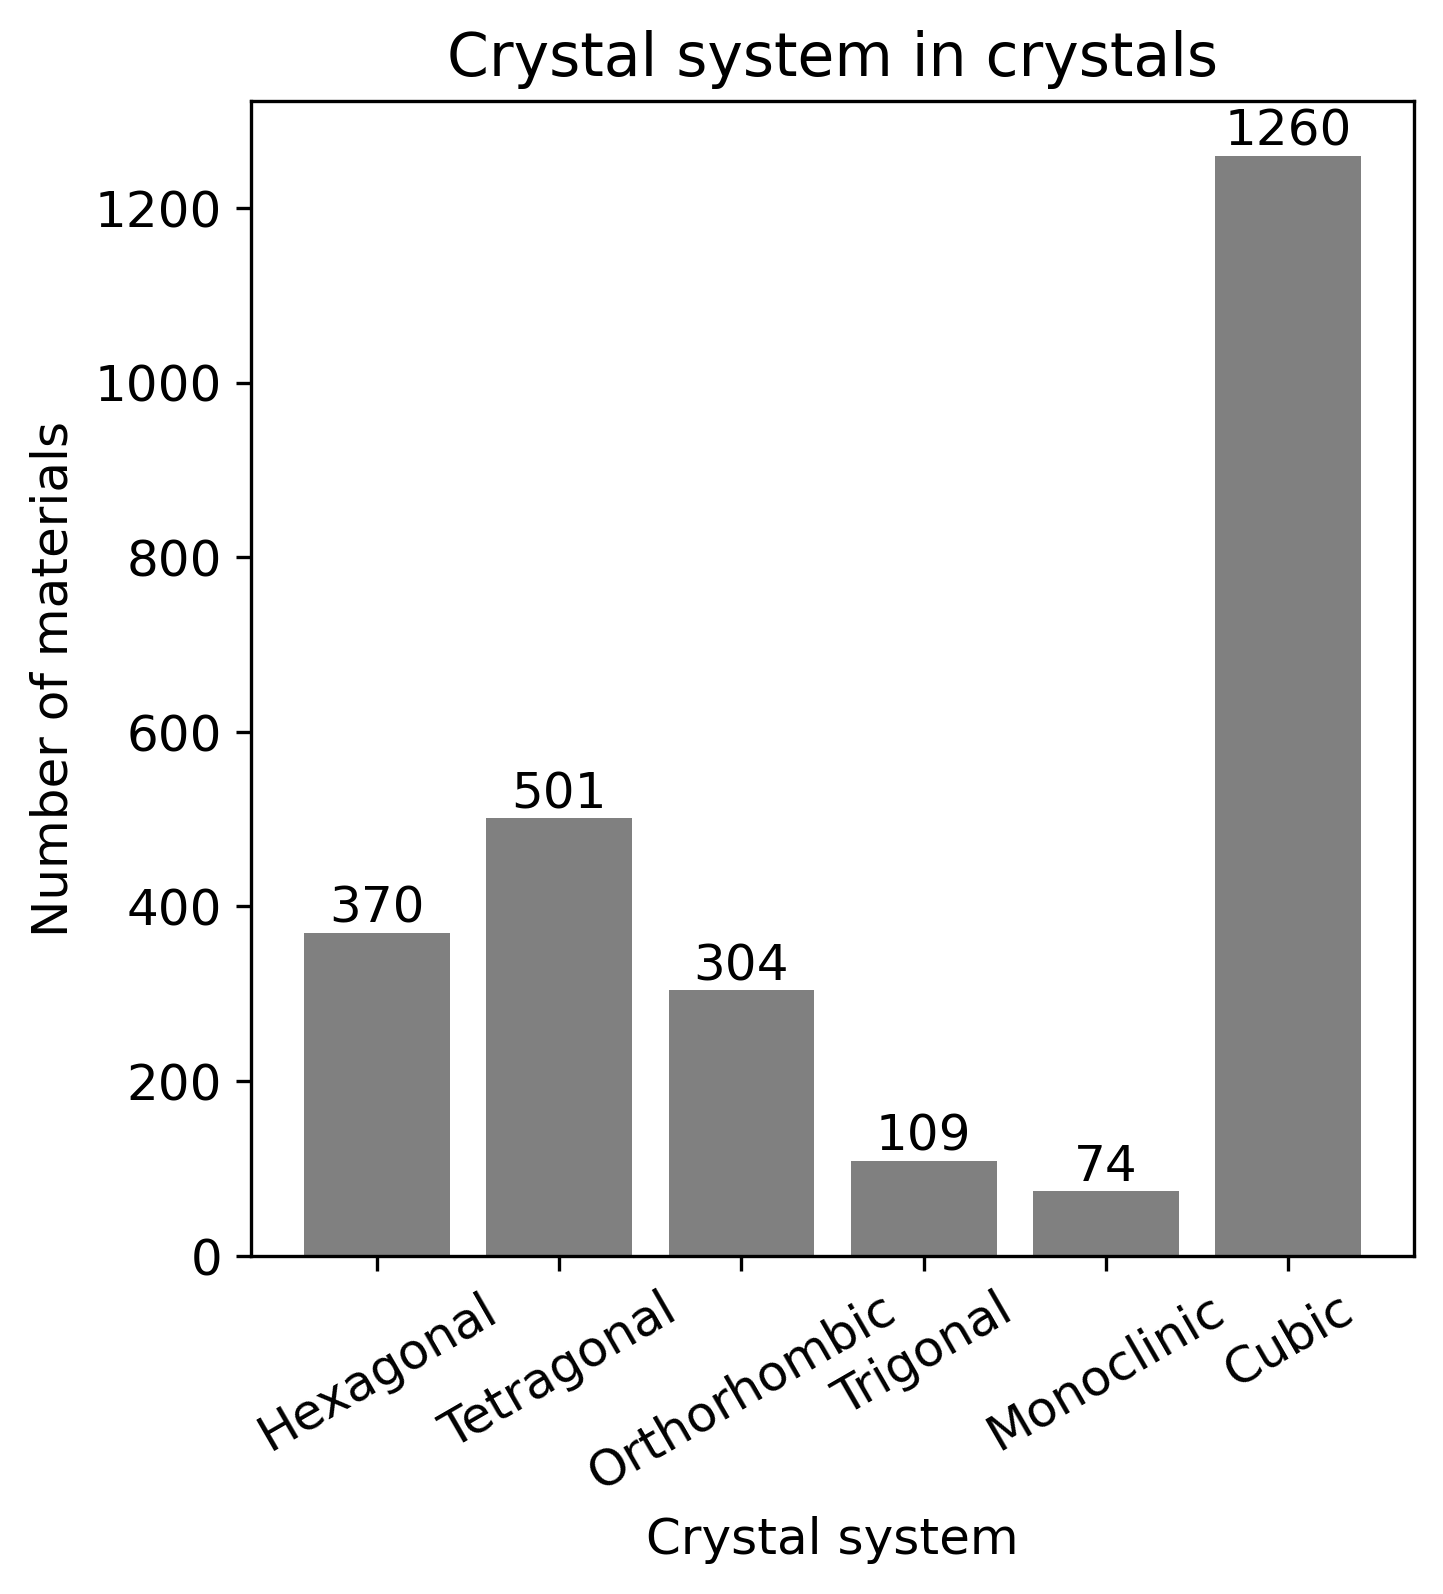 Crystal system in crystals
1260
1200
1000
800
600
501
400
370
304
200
109
74
0
Number of materials
Hexagonal
Tetragonal
Orthorhombic
Trigonal
Monoclinic
Cubic
Crystal system